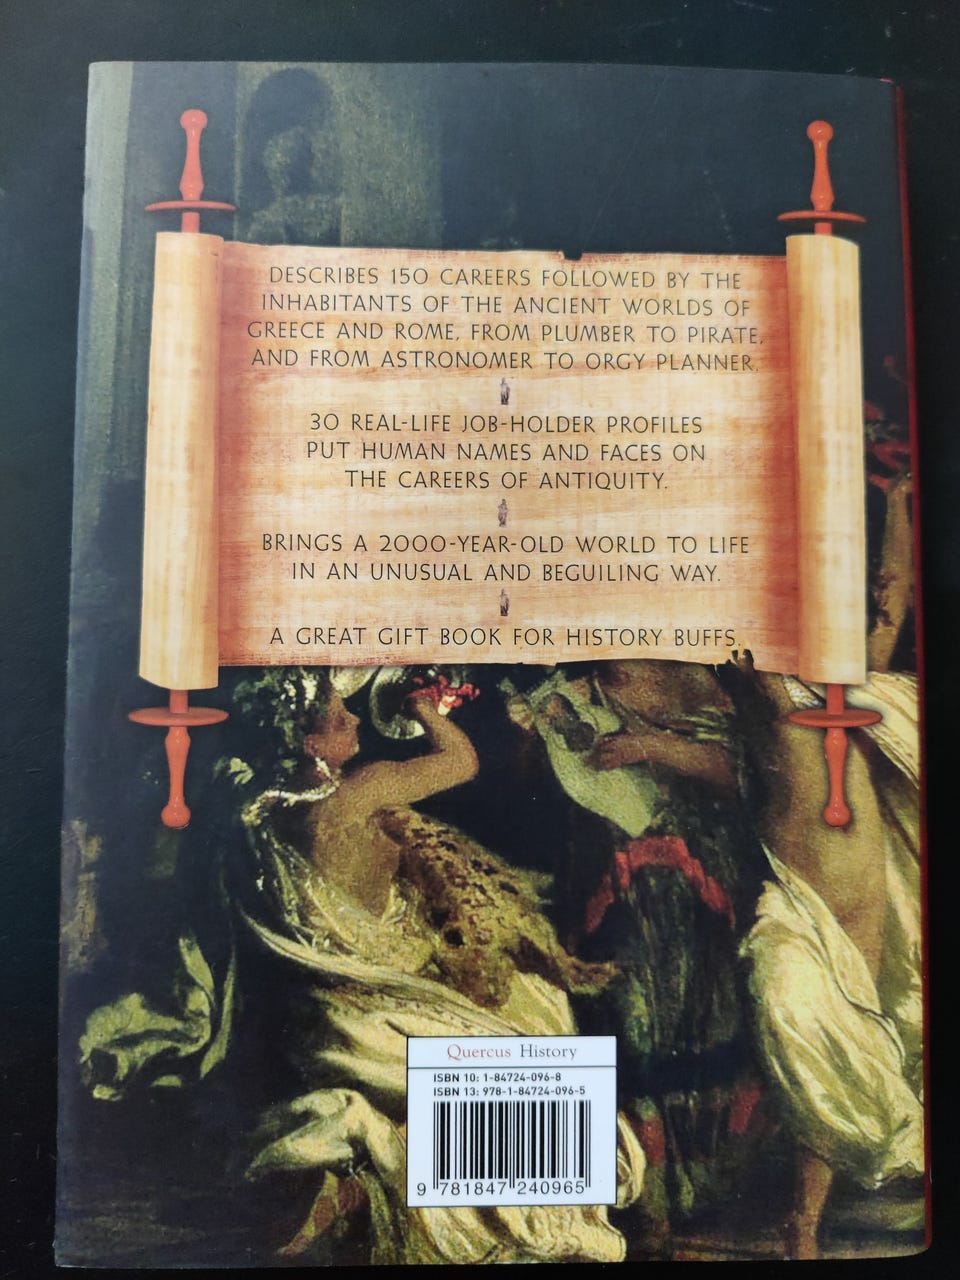 DESCRIBES 150 CAREERS FOLLOWED BY THE
INHABITANTS OF THE ANCIENT WORLDS OF
GREECE AND ROME, FROM PLUMBER TO PIRATE,
AND FROM ASTRONOMER TO ORGY PLANNER.
30 REAL-LIFE JOB-HOLDER PROFILES
PUT HUMAN NAMES AND FACES ON
THE CAREERS OF ANTIQUITY.
BRINGS A 2000-YEAR-OLD WORLD TO LIFE
IN AN UNUSUAL AND BEGUILING WAY.
A GREAT GIFT BOOK FOR HISTORY BUFFS.
Quercus History
ISBN 10: 1-84724-096-8
ISBN 13: 978-1-84724-096-5
9 781847 240965